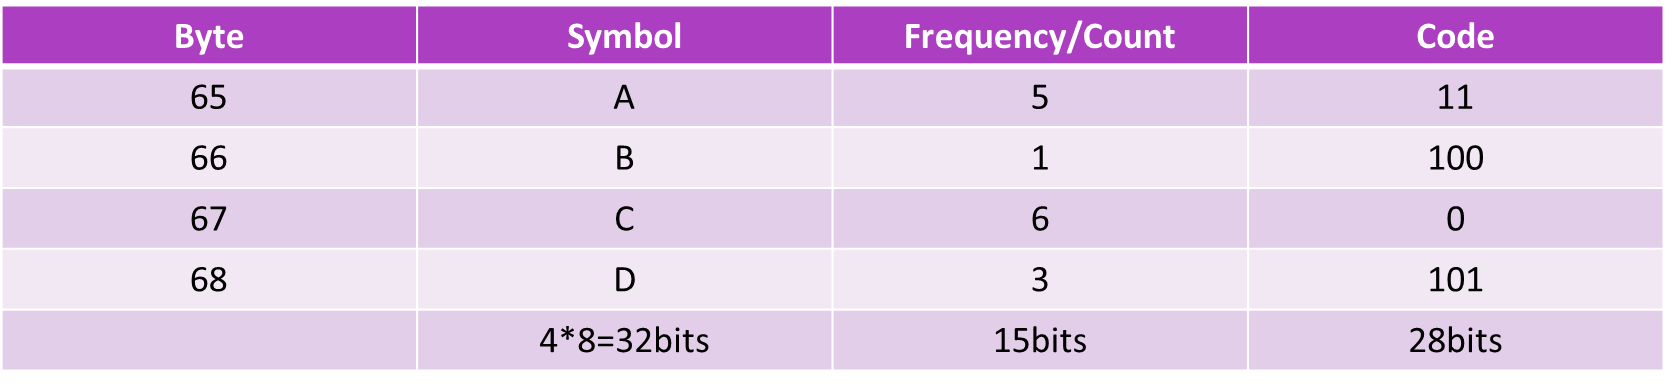 Byte Symbol Frequency/Count Code
65 A 5 11
66 B 1 100
67 C 6 0
68 D 3 101
4*8=32bits 15bits 28bits